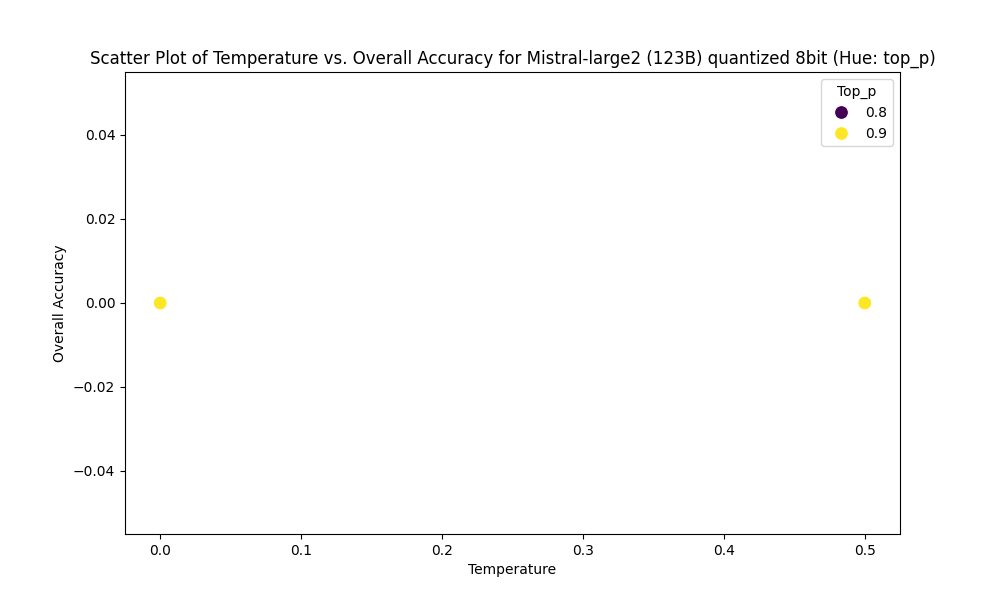 Scatter Plot of Temperature vs. Overall Accuracy for Mistral-large2 (123B) quantized 8bit (Hue: top_p)
Top_p
0.8
0.9
0.04
0.02
0.00
−0.02
−0.04
Overall Accuracy
0.0 0.1 0.2 0.3 0.4 0.5
Temperature